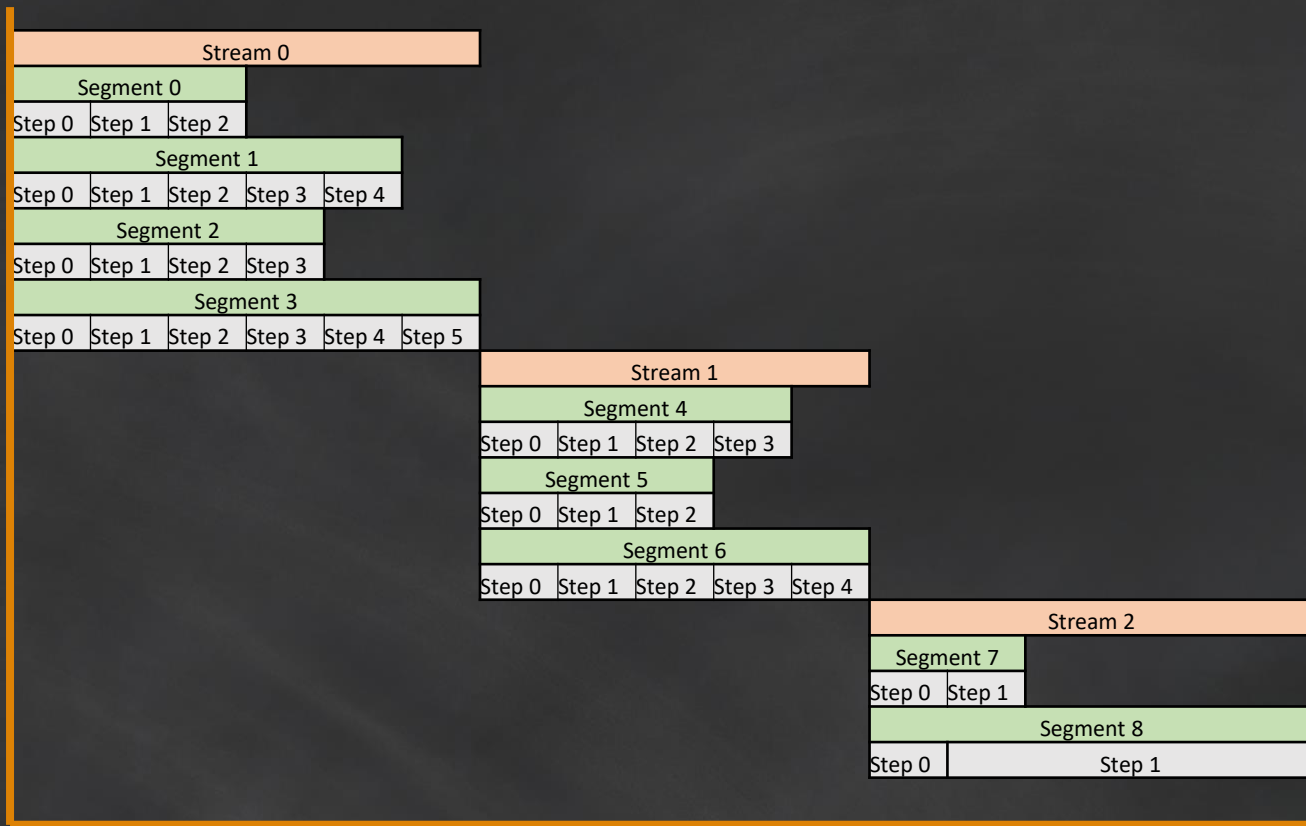 Stream 0
Segment 0
Step 0 Step 1 Step 2
Segment 1
Step 0 Step 1 Step 2 Step 3 Step 4
Segment 2
Step 0 Step 1 Step 2 Step 3
Segment 3
Step 0 Step 1 Step 2 Step 3 Step 4 Step 5
Stream 1
Segment 4
Step 0 Step 1 Step 2 Step 3
Segment 5
Step 0 Step 1 Step 2
Segment 6
Step 0 Step 1 Step 2 Step 3 Step 4
Stream 2
Segment 7
Step 0 Step 1
Segment 8
Step 0 Step 1